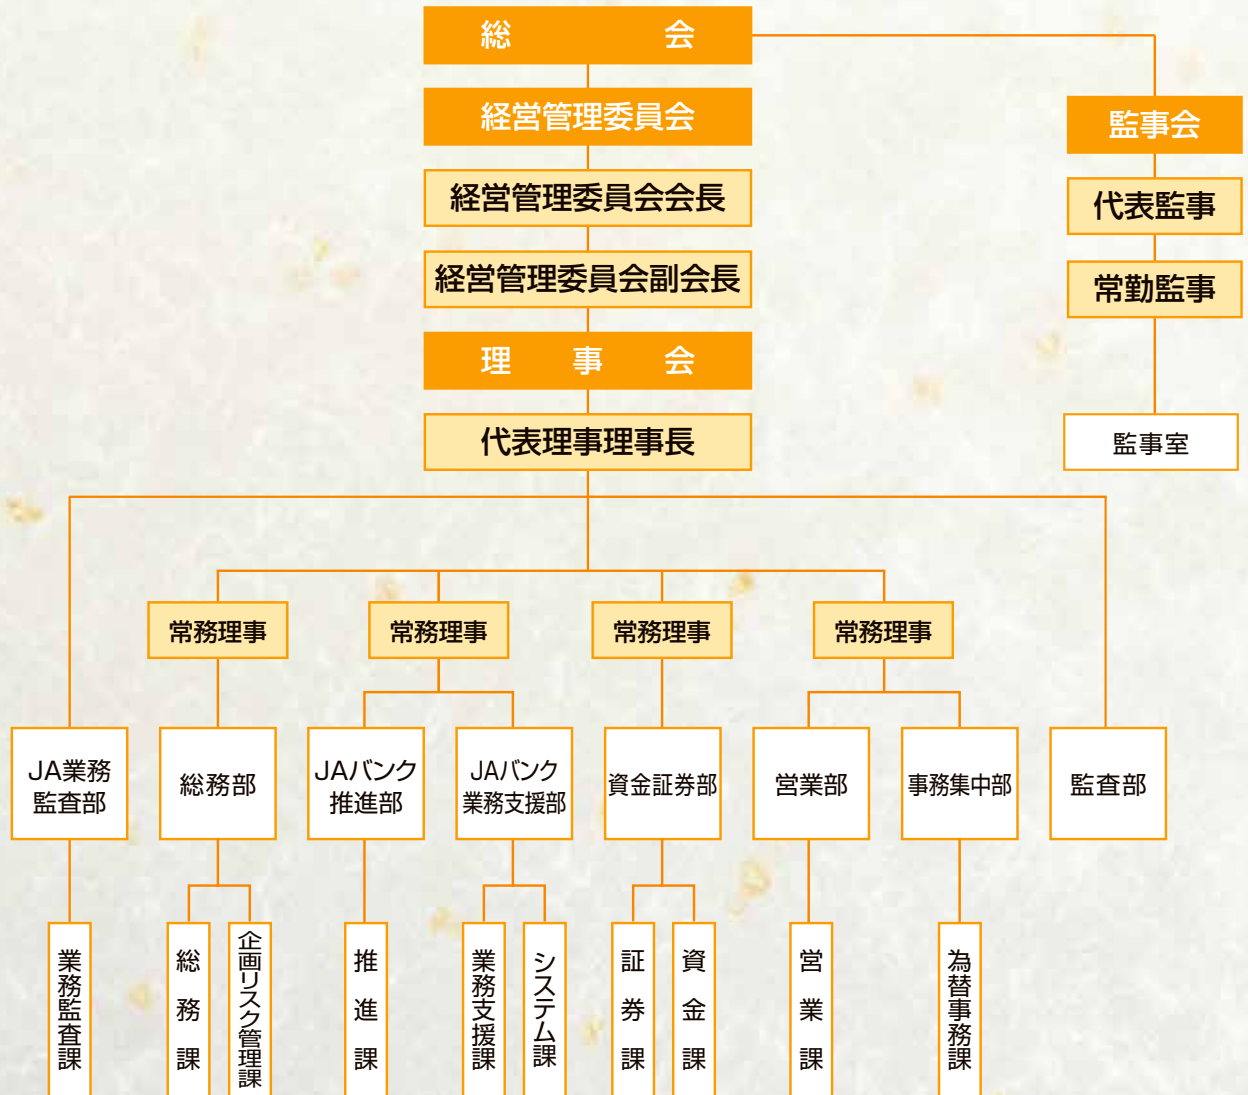 総会
経営管理委員会
監事会
経営管理委員会会長
代表監事
経営管理委員会副会長
常勤監事
理事会
代表理事理事長
監事室
常務理事
常務理事
常務理事
常務理事
JA業務
監査部
総務部
JAバンク
推進部
JAバンク
業務支援部
資金証券部
営業部
事務集中部
監査部
業務監査課
総務課
企画リスク管理課
推進課
業務支援課
システム課
証券課
資金課
営業課
為替事務課